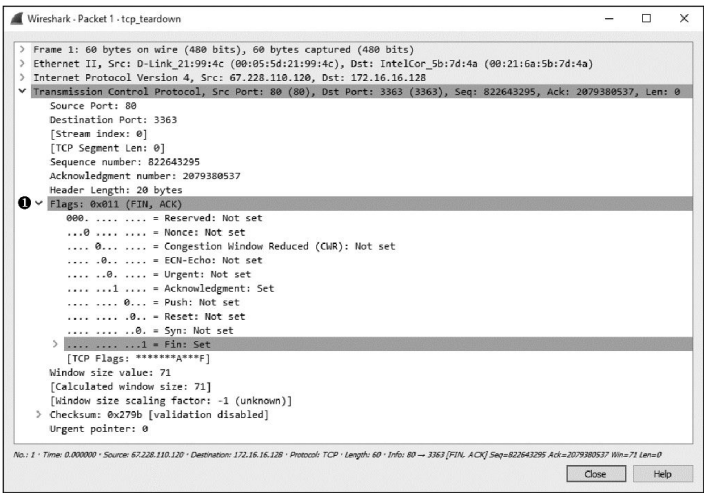 Wireshark - Packet 1 - tcp_teardown
Frame 1: 60 bytes on wire (480 bits), 60 bytes captured (480 bits)
Ethernet II, Src: D-Link_21:99:4c (00:05:5d:21:99:4c), Dst: IntelCor_5b:7d:4a (00:21:6a:5b:7d:4a)
Internet Protocol Version 4, Src: 67.228.110.120, Dst: 172.16.16.128
Transmission Control Protocol, Src Port: 80 (80), Dst Port: 3363 (3363), Seq: 822643295, Ack: 2079380537, Len: 0
Source Port: 80
Destination Port: 3363
[Stream index: 0]
[TCP Segment Len: 0]
Sequence number: 822643295
Acknowledgment number: 2079380537
Header Length: 20 bytes
❶ Flags: 0x011 (FIN, ACK)
000. .... .... = Reserved: Not set
...0 .... .... = Nonce: Not set
.... 0... .... = Congestion Window Reduced (CWR): Not set
.... .0.. .... = ECN-Echo: Not set
.... ..0. .... = Urgent: Not set
.... ...1 .... = Acknowledgment: Set
.... .... 0... = Push: Not set
.... .... .0.. = Reset: Not set
.... .... ..0. = Syn: Not set
.... .... ...1 = Fin: Set
[TCP Flags: *******A***F]
Window size value: 71
[Calculated window size: 71]
[Window size scaling factor: -1 (unknown)]
Checksum: 0x279b [validation disabled]
Urgent pointer: 0
No.: 1 · Time: 0.000000 · Source: 67.228.110.120 · Destination: 172.16.16.128 · Protocol: TCP · Length: 60 · Info: 80 → 3363 [FIN, ACK] Seq=822643295 Ack=2079380537 Win=71 Len=0
Close Help